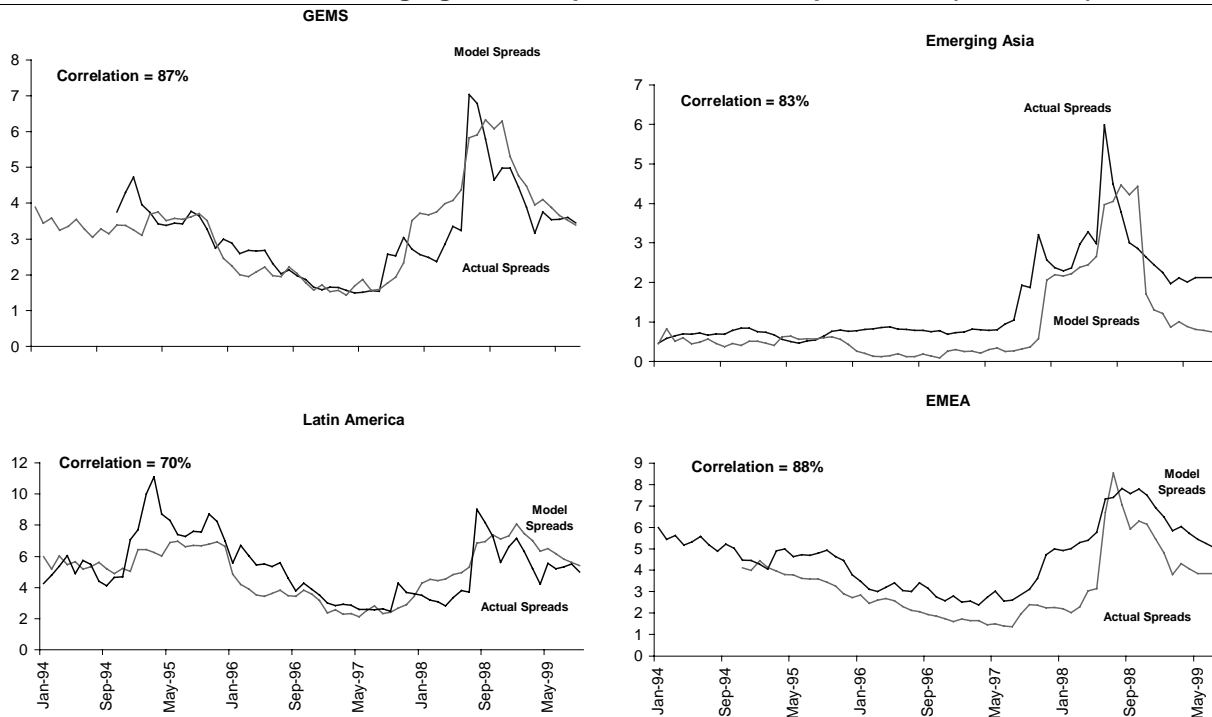 GEMS
Model Spreads
Correlation = 87%
Actual Spreads
8
7
6
5
4
3
2
1
0
Emerging Asia
Correlation = 83%
Actual Spreads
Model Spreads
7
6
5
4
3
2
1
0
Latin America
Correlation = 70%
Model
Spreads
Actual Spreads
12
10
8
6
4
2
0
Jan-94
Sep-94
May-95
Jan-96
Sep-96
May-97
Jan-98
Sep-98
May-99
EMEA
Correlation = 88%
Model
Spreads
Actual Spreads
9
8
7
6
5
4
3
2
1
0
Jan-94
Sep-94
May-95
Jan-96
Sep-96
May-97
Jan-98
Sep-98
May-99